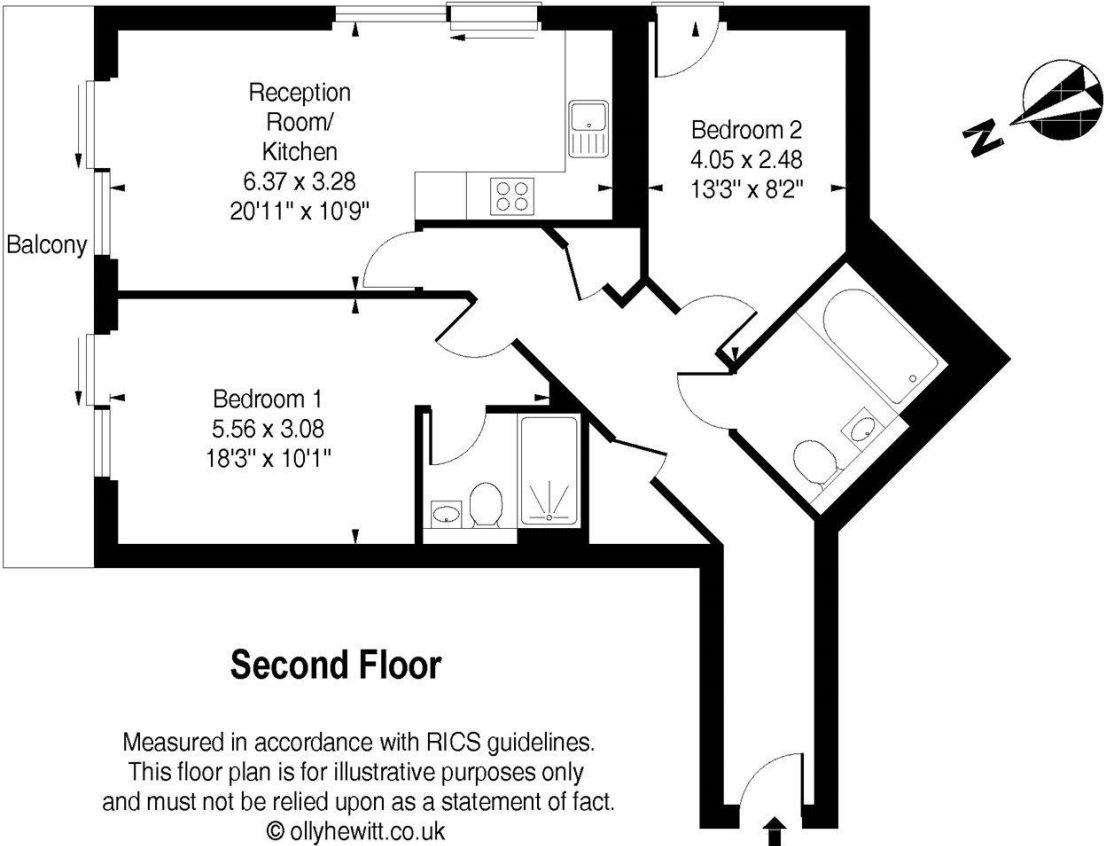 Reception
Room/
Kitchen
6.37 x 3.28
20'11" x 10'9"
Bedroom 2
4.05 x 2.48
13'3" x 8'2"
N
Balcony
Bedroom 1
5.56 x 3.08
18'3" x 10'1"
Second Floor
Measured in accordance with RICS guidelines.
This floor plan is for illustrative purposes only
and must not be relied upon as a statement of fact.
© ollyhewitt.co.uk